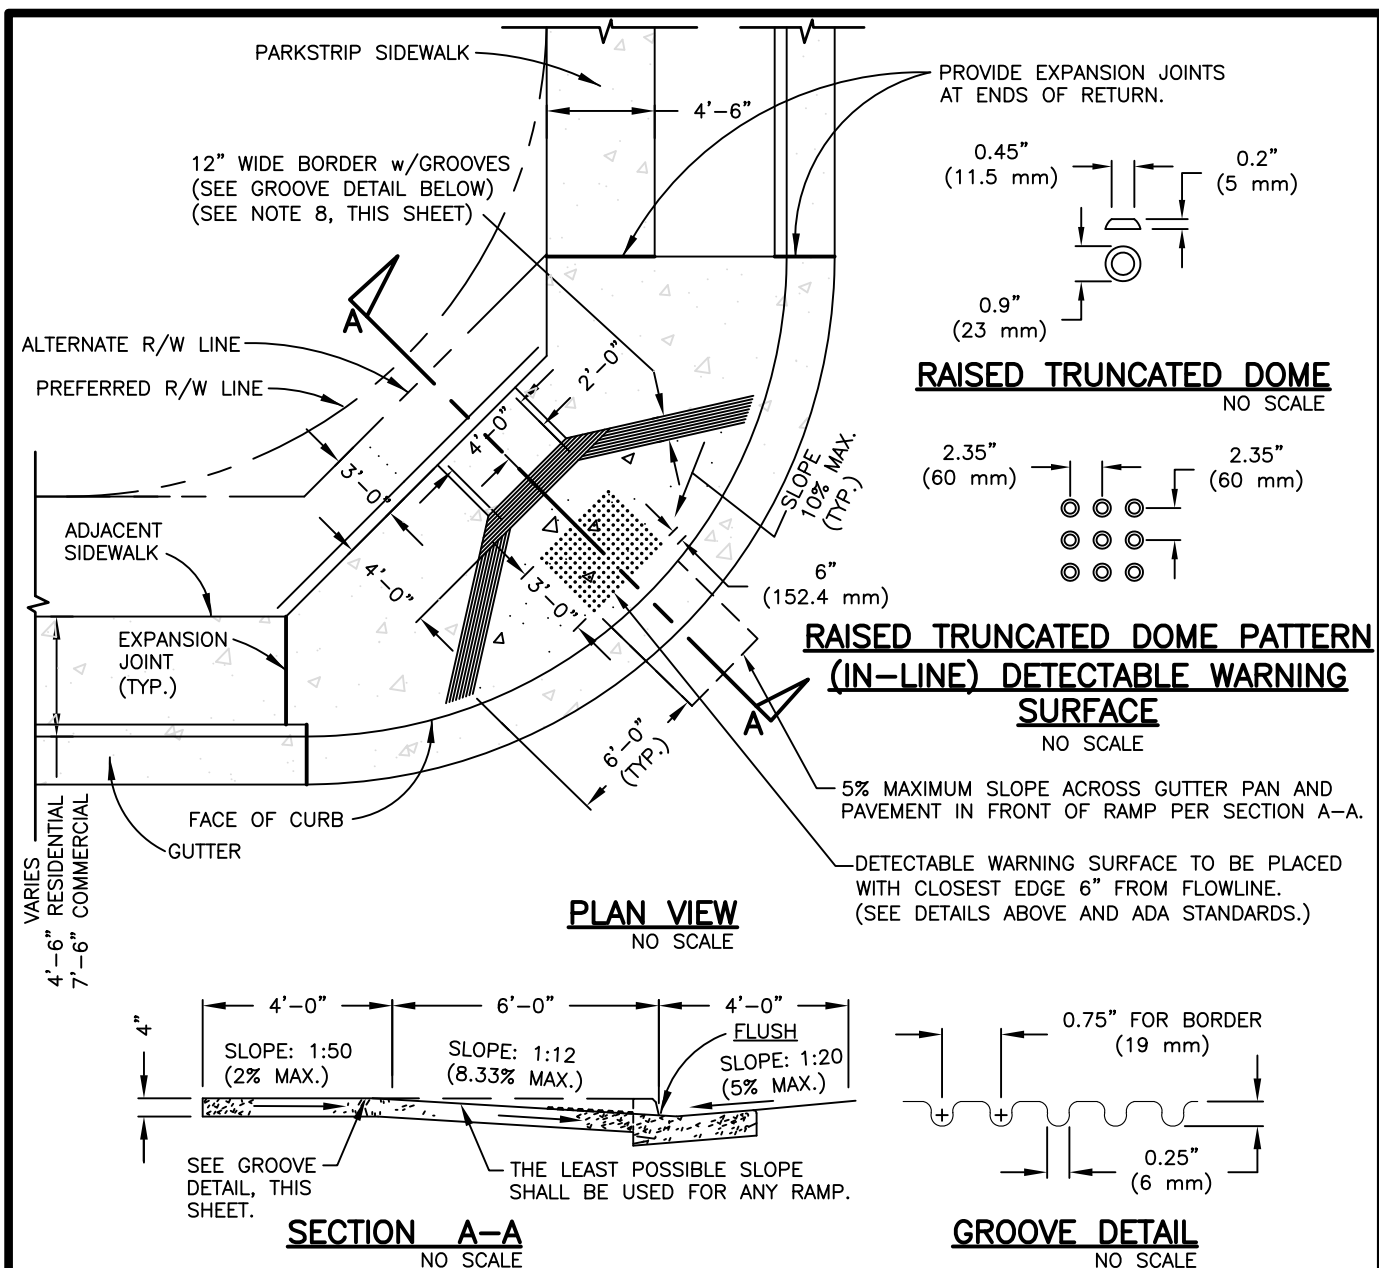 PARKSTRIP SIDEWALK
4'-6"
PROVIDE EXPANSION JOINTS
AT ENDS OF RETURN.
12" WIDE BORDER w/GROOVES
(SEE GROOVE DETAIL BELOW)
(SEE NOTE 8, THIS SHEET)
0.45"
(11.5 mm)
0.2"
(5 mm)
0.9"
(23 mm)
RAISED TRUNCATED DOME
NO SCALE
A
ALTERNATE R/W LINE
PREFERRED R/W LINE
2'-0"
4'-0"
3'-0"
SLOPE
10% MAX.
(TYP.)
2.35"
(60 mm)
2.35"
(60 mm)
ADJACENT
SIDEWALK
4'-0"
3'-0"
6"
(152.4 mm)
EXPANSION
JOINT
(TYP.)
RAISED TRUNCATED DOME PATTERN
(IN-LINE) DETECTABLE WARNING
SURFACE
NO SCALE
A
6'-0"
(TYP.)
5% MAXIMUM SLOPE ACROSS GUTTER PAN AND
PAVEMENT IN FRONT OF RAMP PER SECTION A-A.
FACE OF CURB
GUTTER
VARIES
4'-6" RESIDENTIAL
7'-6" COMMERCIAL
DETECTABLE WARNING SURFACE TO BE PLACED
WITH CLOSEST EDGE 6" FROM FLOWLINE.
(SEE DETAILS ABOVE AND ADA STANDARDS.)
PLAN VIEW
NO SCALE
4'-0"
6'-0"
4'-0"
4"
FLUSH
SLOPE: 1:50
(2% MAX.)
SLOPE: 1:12
(8.33% MAX.)
SLOPE: 1:20
(5% MAX.)
SEE GROOVE
DETAIL, THIS
SHEET.
THE LEAST POSSIBLE SLOPE
SHALL BE USED FOR ANY RAMP.
SECTION A-A
NO SCALE
0.75" FOR BORDER
(19 mm)
0.25"
(6 mm)
GROOVE DETAIL
NO SCALE